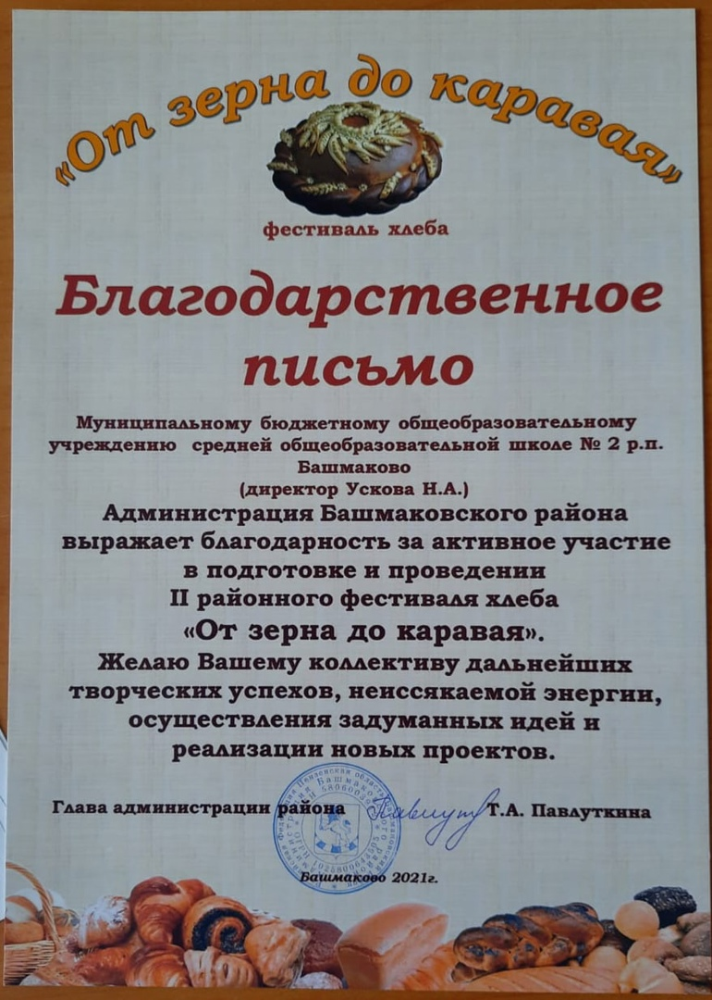 «От зерна до каравая»
фестиваль хлеба
Благодарственное
письмо
Муниципальному бюджетному общеобразовательному
учреждению средней общеобразовательной школе № 2 р.п.
Башмаково
(директор Ускова Н.А.)
Администрация Башмаковского района
выражает благодарность за активное участие
в подготовке и проведении
II районного фестиваля хлеба
«От зерна до каравая».
Желаю Вашему коллективу дальнейших
творческих успехов, неиссякаемой энергии,
осуществления задуманных идей и
реализации новых проектов.
Глава администрации района Т.А. Павлуткина
Башмаково 2021г.